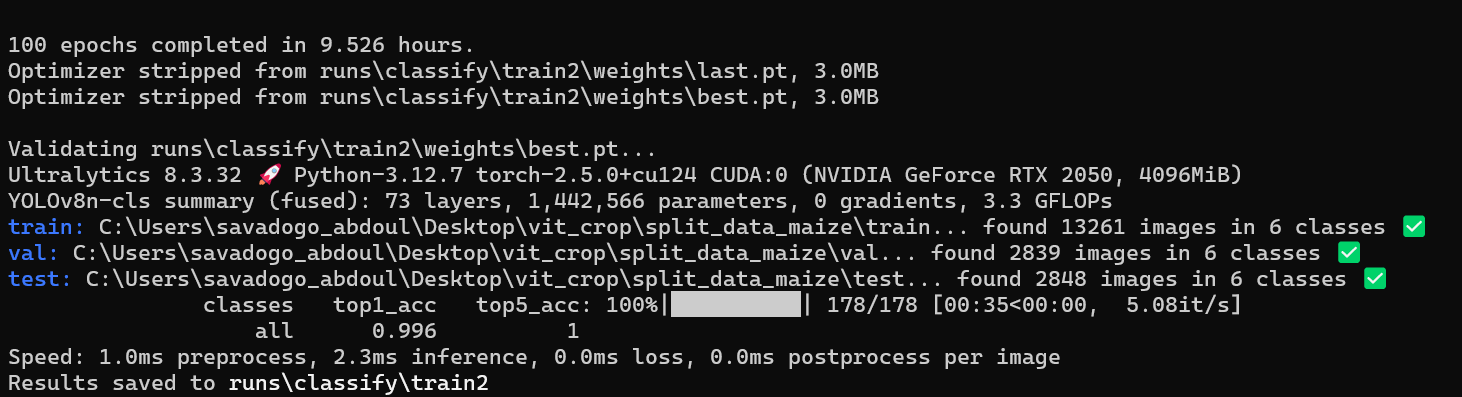 100 epochs completed in 9.526 hours.
Optimizer stripped from runs\classify\train2\weights\last.pt, 3.0MB
Optimizer stripped from runs\classify\train2\weights\best.pt, 3.0MB
Validating runs\classify\train2\weights\best.pt...
Ultralytics 8.3.32 🚀 Python-3.12.7 torch-2.5.0+cu124 CUDA:0 (NVIDIA GeForce RTX 2050, 4096MiB)
YOLOv8n-cls summary (fused): 73 layers, 1,442,566 parameters, 0 gradients, 3.3 GFLOPs
train: C:\Users\savadogo_abdoul\Desktop\vit_crop\split_data_maize\train... found 13261 images in 6 classes ✅
val: C:\Users\savadogo_abdoul\Desktop\vit_crop\split_data_maize\val... found 2839 images in 6 classes ✅
test: C:\Users\savadogo_abdoul\Desktop\vit_crop\split_data_maize\test... found 2848 images in 6 classes ✅
classes top1_acc top5_acc: 100%|██████████| 178/178 [00:35<00:00, 5.08it/s]
all 0.996 1
Speed: 1.0ms preprocess, 2.3ms inference, 0.0ms loss, 0.0ms postprocess per image
Results saved to runs\classify\train2